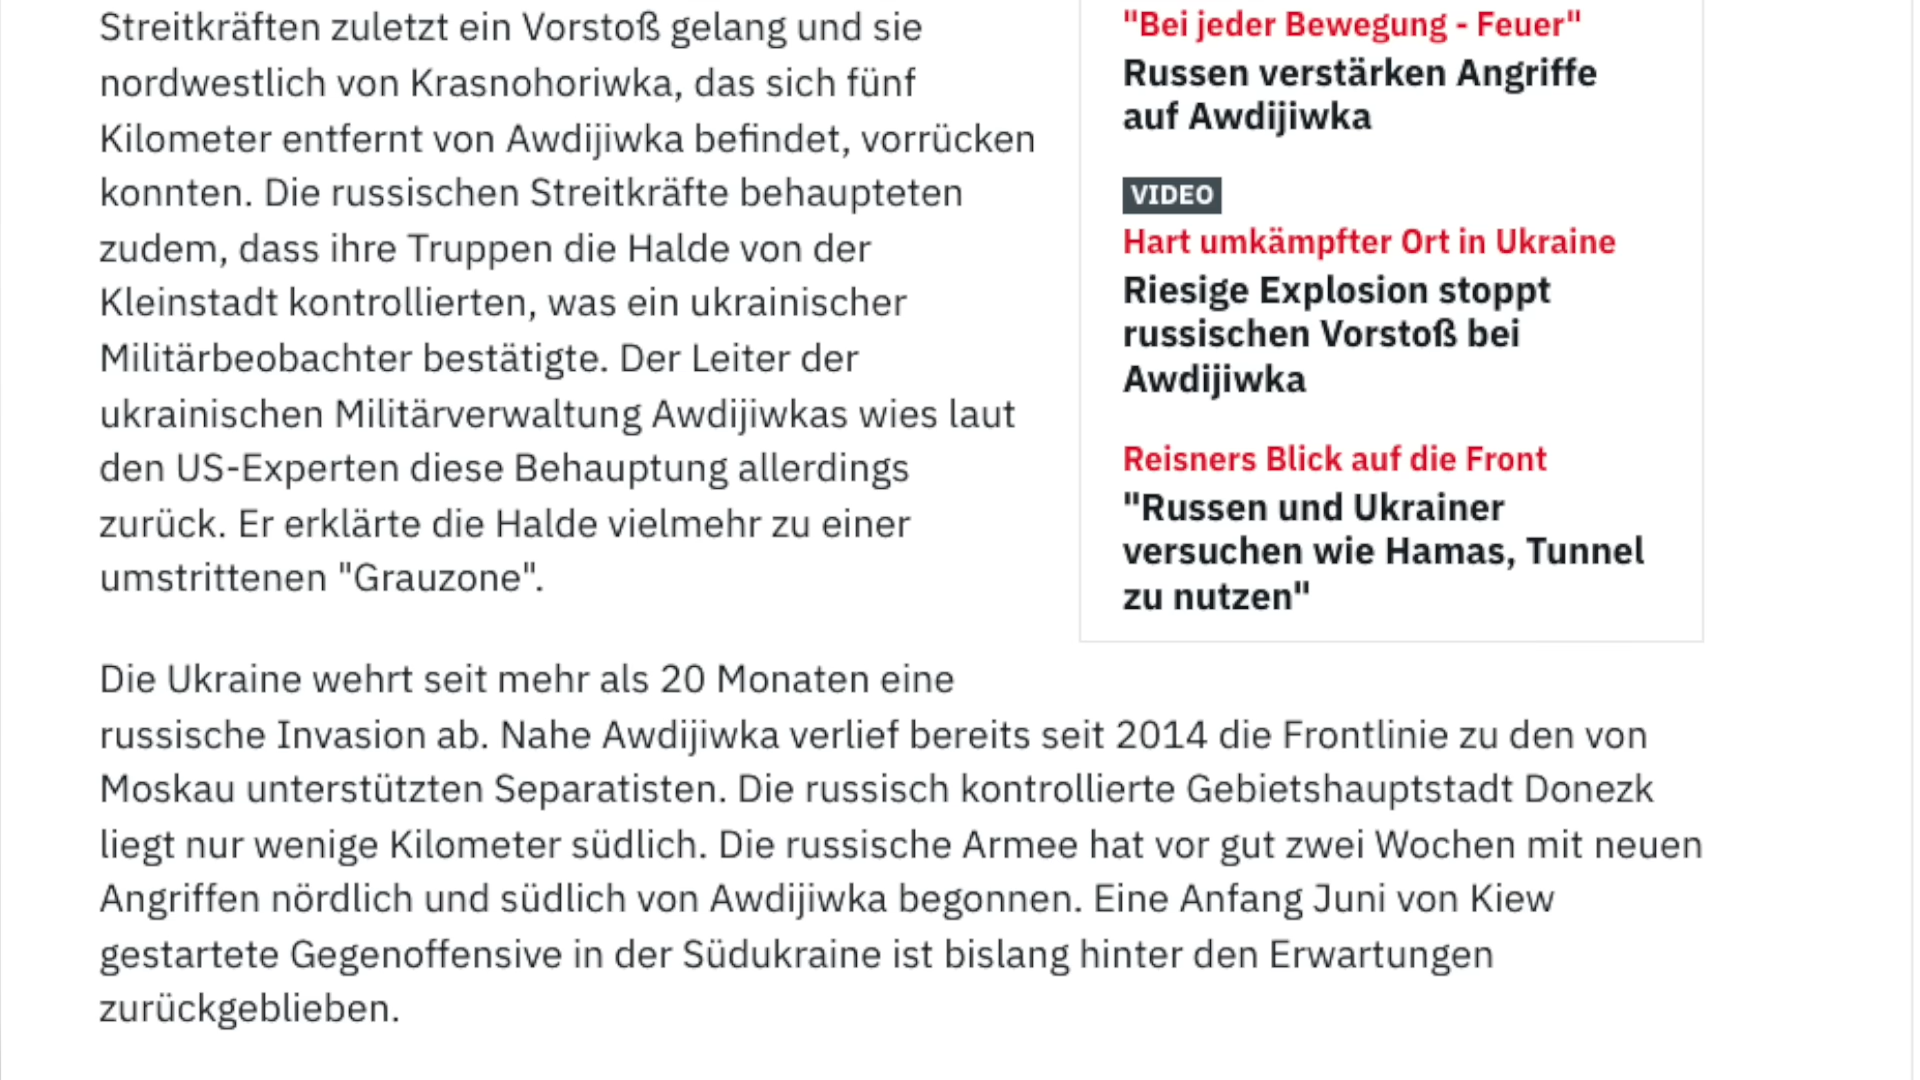 Streitkräften zuletzt ein Vorstoß gelang und sie
nordwestlich von Krasnohoriwka, das sich fünf
Kilometer entfernt von Awdijiwka befindet, vorrücken
konnten. Die russischen Streitkräfte behaupteten
zudem, dass ihre Truppen die Halde von der
Kleinstadt kontrollierten, was ein ukrainischer
Militärbeobachter bestätigte. Der Leiter der
ukrainischen Militärverwaltung Awdijiwkas wies laut
den US-Experten diese Behauptung allerdings
zurück. Er erklärte die Halde vielmehr zu einer
umstrittenen "Grauzone".
Die Ukraine wehrt seit mehr als 20 Monaten eine
russische Invasion ab. Nahe Awdijiwka verlief bereits seit 2014 die Frontlinie zu den von
Moskau unterstützten Separatisten. Die russisch kontrollierte Gebietshauptstadt Donezk
liegt nur wenige Kilometer südlich. Die russische Armee hat vor gut zwei Wochen mit neuen
Angriffen nördlich und südlich von Awdijiwka begonnen. Eine Anfang Juni von Kiew
gestartete Gegenoffensive in der Südukraine ist bislang hinter den Erwartungen
zurückgeblieben.
"Bei jeder Bewegung - Feuer"
Russen verstärken Angriffe
auf Awdijiwka
VIDEO
Hart umkämpfter Ort in Ukraine
Riesige Explosion stoppt
russischen Vorstoß bei
Awdijiwka
Reisners Blick auf die Front
"Russen und Ukrainer
versuchen wie Hamas, Tunnel
zu nutzen"